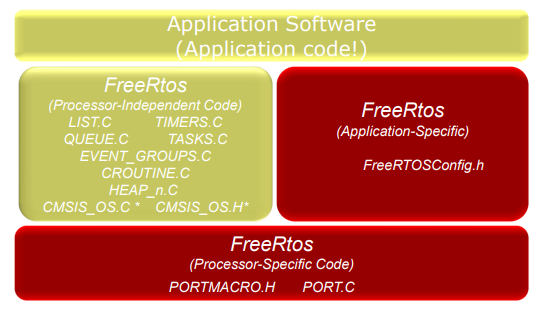 Application Software
(Application code!)
FreeRtos
(Processor-Independent Code)
LIST.C TIMERS.C
QUEUE.C TASKS.C
EVENT_GROUPS.C
CROUTINE.C
HEAP_n.C
CMSIS_OS.C * CMSIS_OS.H*
FreeRtos
(Application-Specific)
FreeRTOSConfig.h
FreeRtos
(Processor-Specific Code)
PORTMACRO.H PORT.C